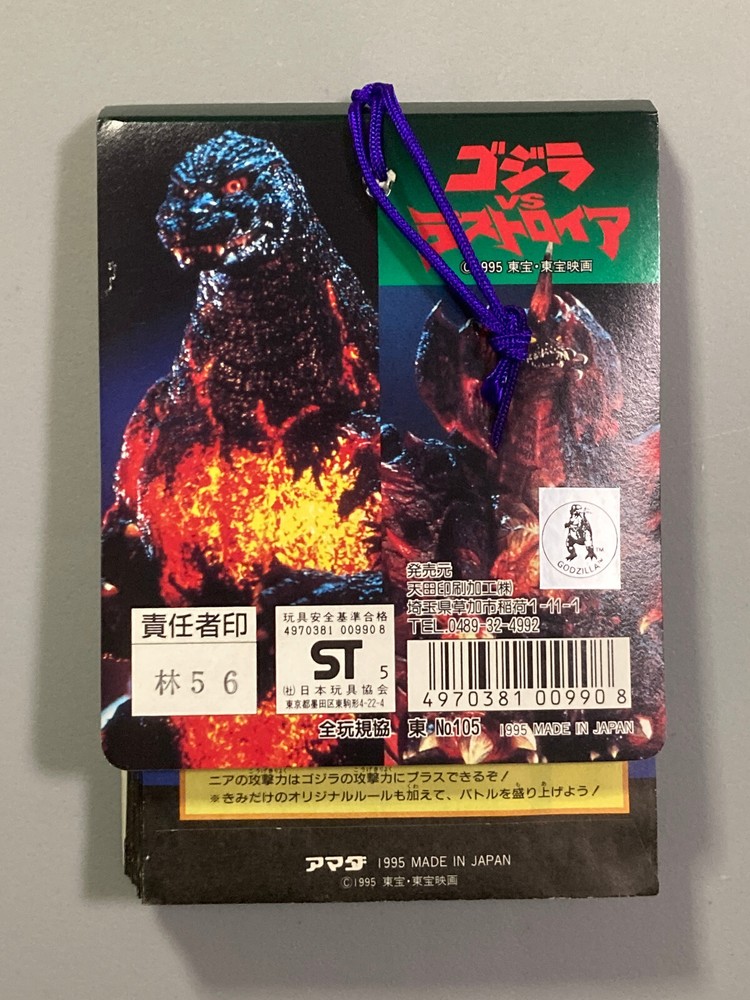 ゴジラ
VS
デストロイア
©1995 東宝・東宝映画
GODZILLA
TM
発売元
天田印刷加工㈱
埼玉県草加市稲荷1-11-1
TEL.0489-32-4992
責任者印
林56
玩具安全基準合格
4970381 009908
ST 5
(社)日本玩具協会
東京都墨田区東駒形4-22-4
全玩規協
4970381 009908
東 No.105
1995 MADE IN JAPAN
ニアの攻撃力はゴジラの攻撃力にプラスできるぞ!
※きみだけのオリジナルルールも加えて、バトルを盛り上げよう!
アマダ 1995 MADE IN JAPAN
©1995 東宝・東宝映画